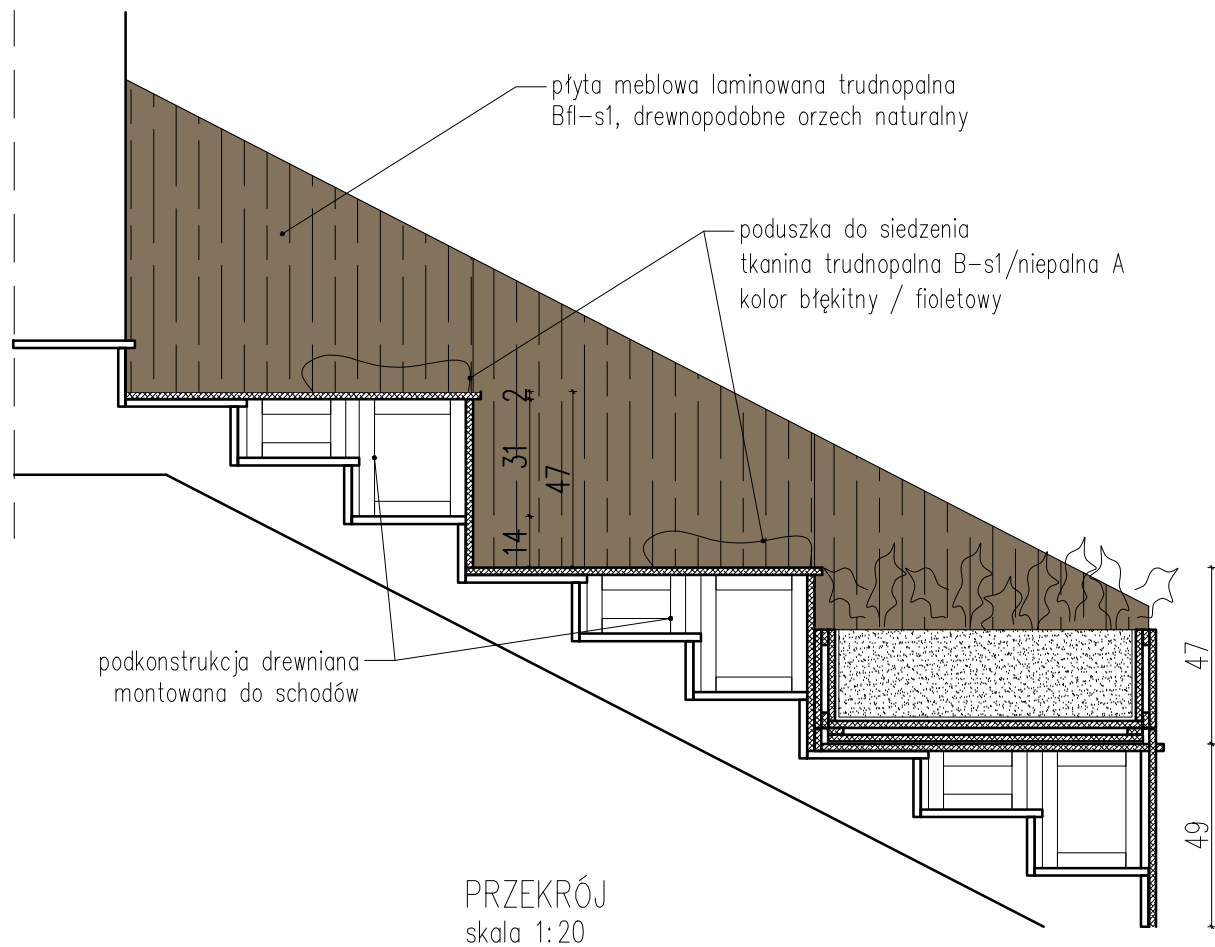 płyta meblowa laminowana trudnopalna
Bfl-s1, drewnopodobne orzech naturalny
poduszka do siedzenia
tkanina trudnopalna B-s1/niepalna A
kolor błękitny / fioletowy
2
31
47
14
podkonstrukcja drewniana
montowana do schodów
47
49
PRZEKRÓJ
skala 1:20